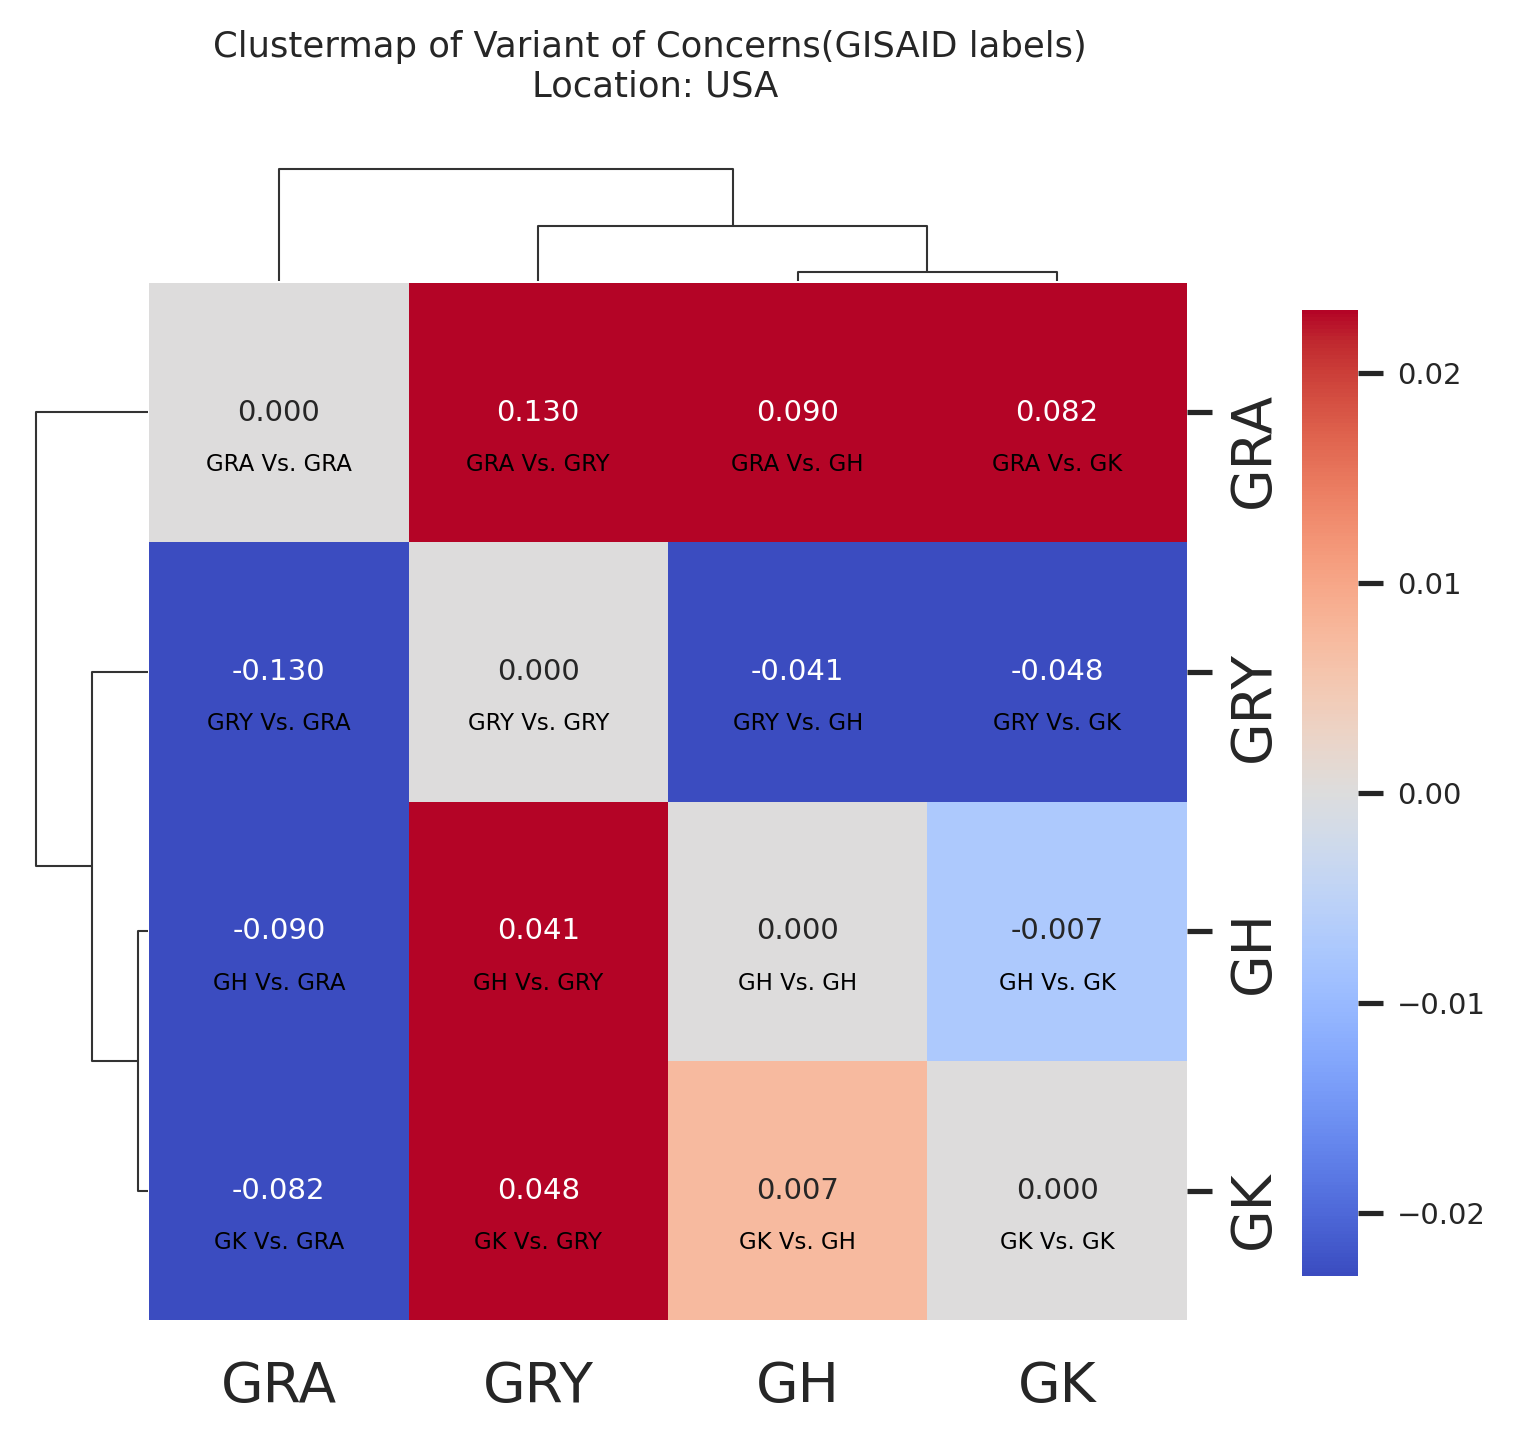 Clustermap of Variant of Concerns(GISAID labels)
Location: USA
0.000 0.130 0.090 0.082
GRA Vs. GRA GRA Vs. GRY GRA Vs. GH GRA Vs. GK
GRA
-0.130 0.000 -0.041 -0.048
GRY Vs. GRA GRY Vs. GRY GRY Vs. GH GRY Vs. GK
GRY
-0.090 0.041 0.000 -0.007
GH Vs. GRA GH Vs. GRY GH Vs. GH GH Vs. GK
GH
-0.082 0.048 0.007 0.000
GK Vs. GRA GK Vs. GRY GK Vs. GH GK Vs. GK
GK
GRA GRY GH GK
0.02
0.01
0.00
−0.01
−0.02